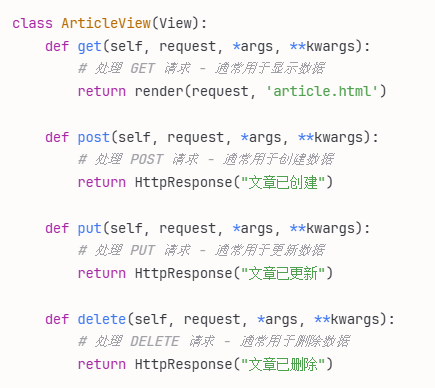 class ArticleView(View):
    def get(self, request, *args, **kwargs):
        # 处理 GET 请求 - 通常用于显示数据
        return render(request, 'article.html')

    def post(self, request, *args, **kwargs):
        # 处理 POST 请求 - 通常用于创建数据
        return HttpResponse("文章已创建")

    def put(self, request, *args, **kwargs):
        # 处理 PUT 请求 - 通常用于更新数据
        return HttpResponse("文章已更新")

    def delete(self, request, *args, **kwargs):
        # 处理 DELETE 请求 - 通常用于删除数据
        return HttpResponse("文章已删除")